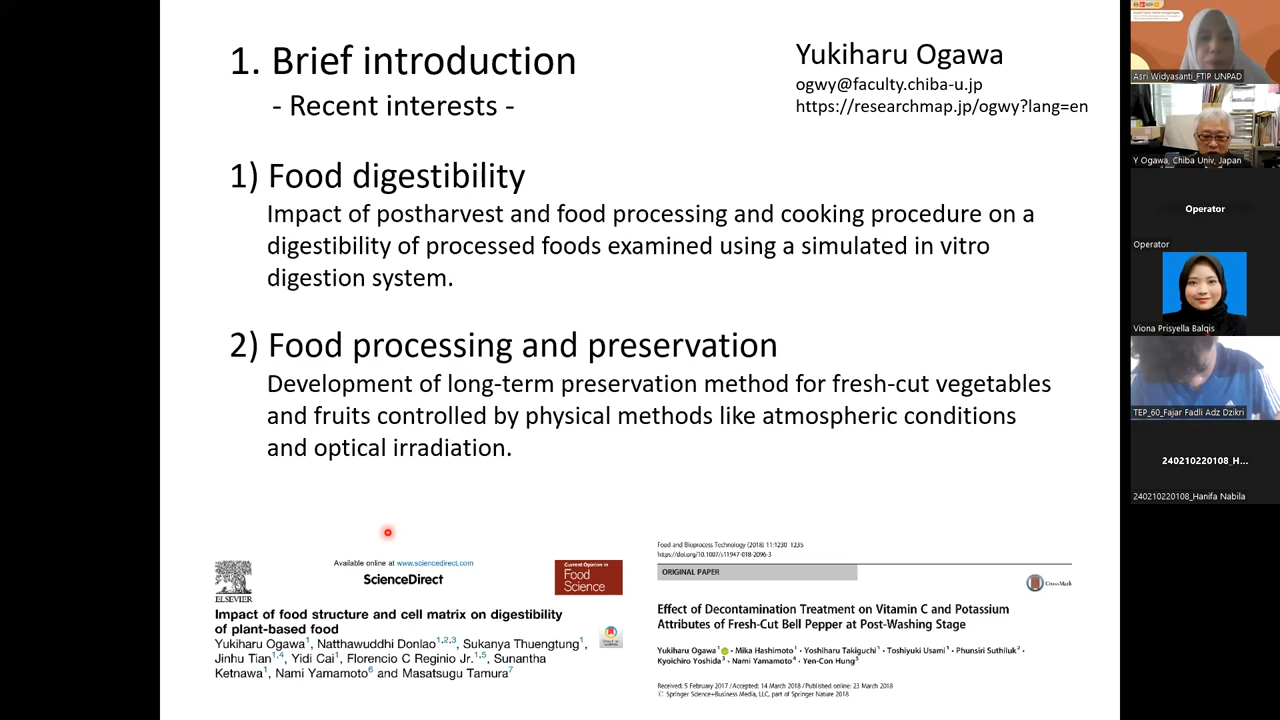 1. Brief introduction
- Recent interests -
Yukiharu Ogawa
ogwy@faculty.chiba-u.jp
https://researchmap.jp/ogwy?lang=en
1) Food digestibility
Impact of postharvest and food processing and cooking procedure on a
digestibility of processed foods examined using a simulated in vitro
digestion system.
2) Food processing and preservation
Development of long-term preservation method for fresh-cut vegetables
and fruits controlled by physical methods like atmospheric conditions
and optical irradiation.
ELSEVIER
Available online at www.sciencedirect.com
ScienceDirect
Current Opinion in
Food
Science
Impact of food structure and cell matrix on digestibility
of plant-based food
Yukiharu Ogawa1, Natthawuddhi Donlao1,2,3, Sukanya Thuengtung1,
Jinhu Tian1,4, Yidi Cai1, Florencio C Reginio Jr.1,5, Sunantha
Ketnawa1, Nami Yamamoto6 and Masatsugu Tamura7
Food and Bioprocess Technology (2018) 11:1230–1235
https://doi.org/10.1007/s11947-018-2096-3
ORIGINAL PAPER
CrossMark
Effect of Decontamination Treatment on Vitamin C and Potassium
Attributes of Fresh-Cut Bell Pepper at Post-Washing Stage
Yukiharu Ogawa1 · Mika Hashimoto1 · Yoshiharu Takiguchi1 · Toshiyuki Usami1 · Phunsiri Suthiluk2 ·
Kyoichiro Yoshida3 · Nami Yamamoto4 · Yen-Con Hung5
Received: 5 February 2017 / Accepted: 14 March 2018 / Published online: 23 March 2018
© Springer Science+Business Media, LLC, part of Springer Nature 2018
Asri Widyasanti_FTIP UNPAD
Y Ogawa, Chiba Univ, Japan
Operator
Operator
Viona Prisyella Balqis
TEP_60_Fajar Fadli Adz Dzikri
240210220108_H...
240210220108_Hanifa Nabila